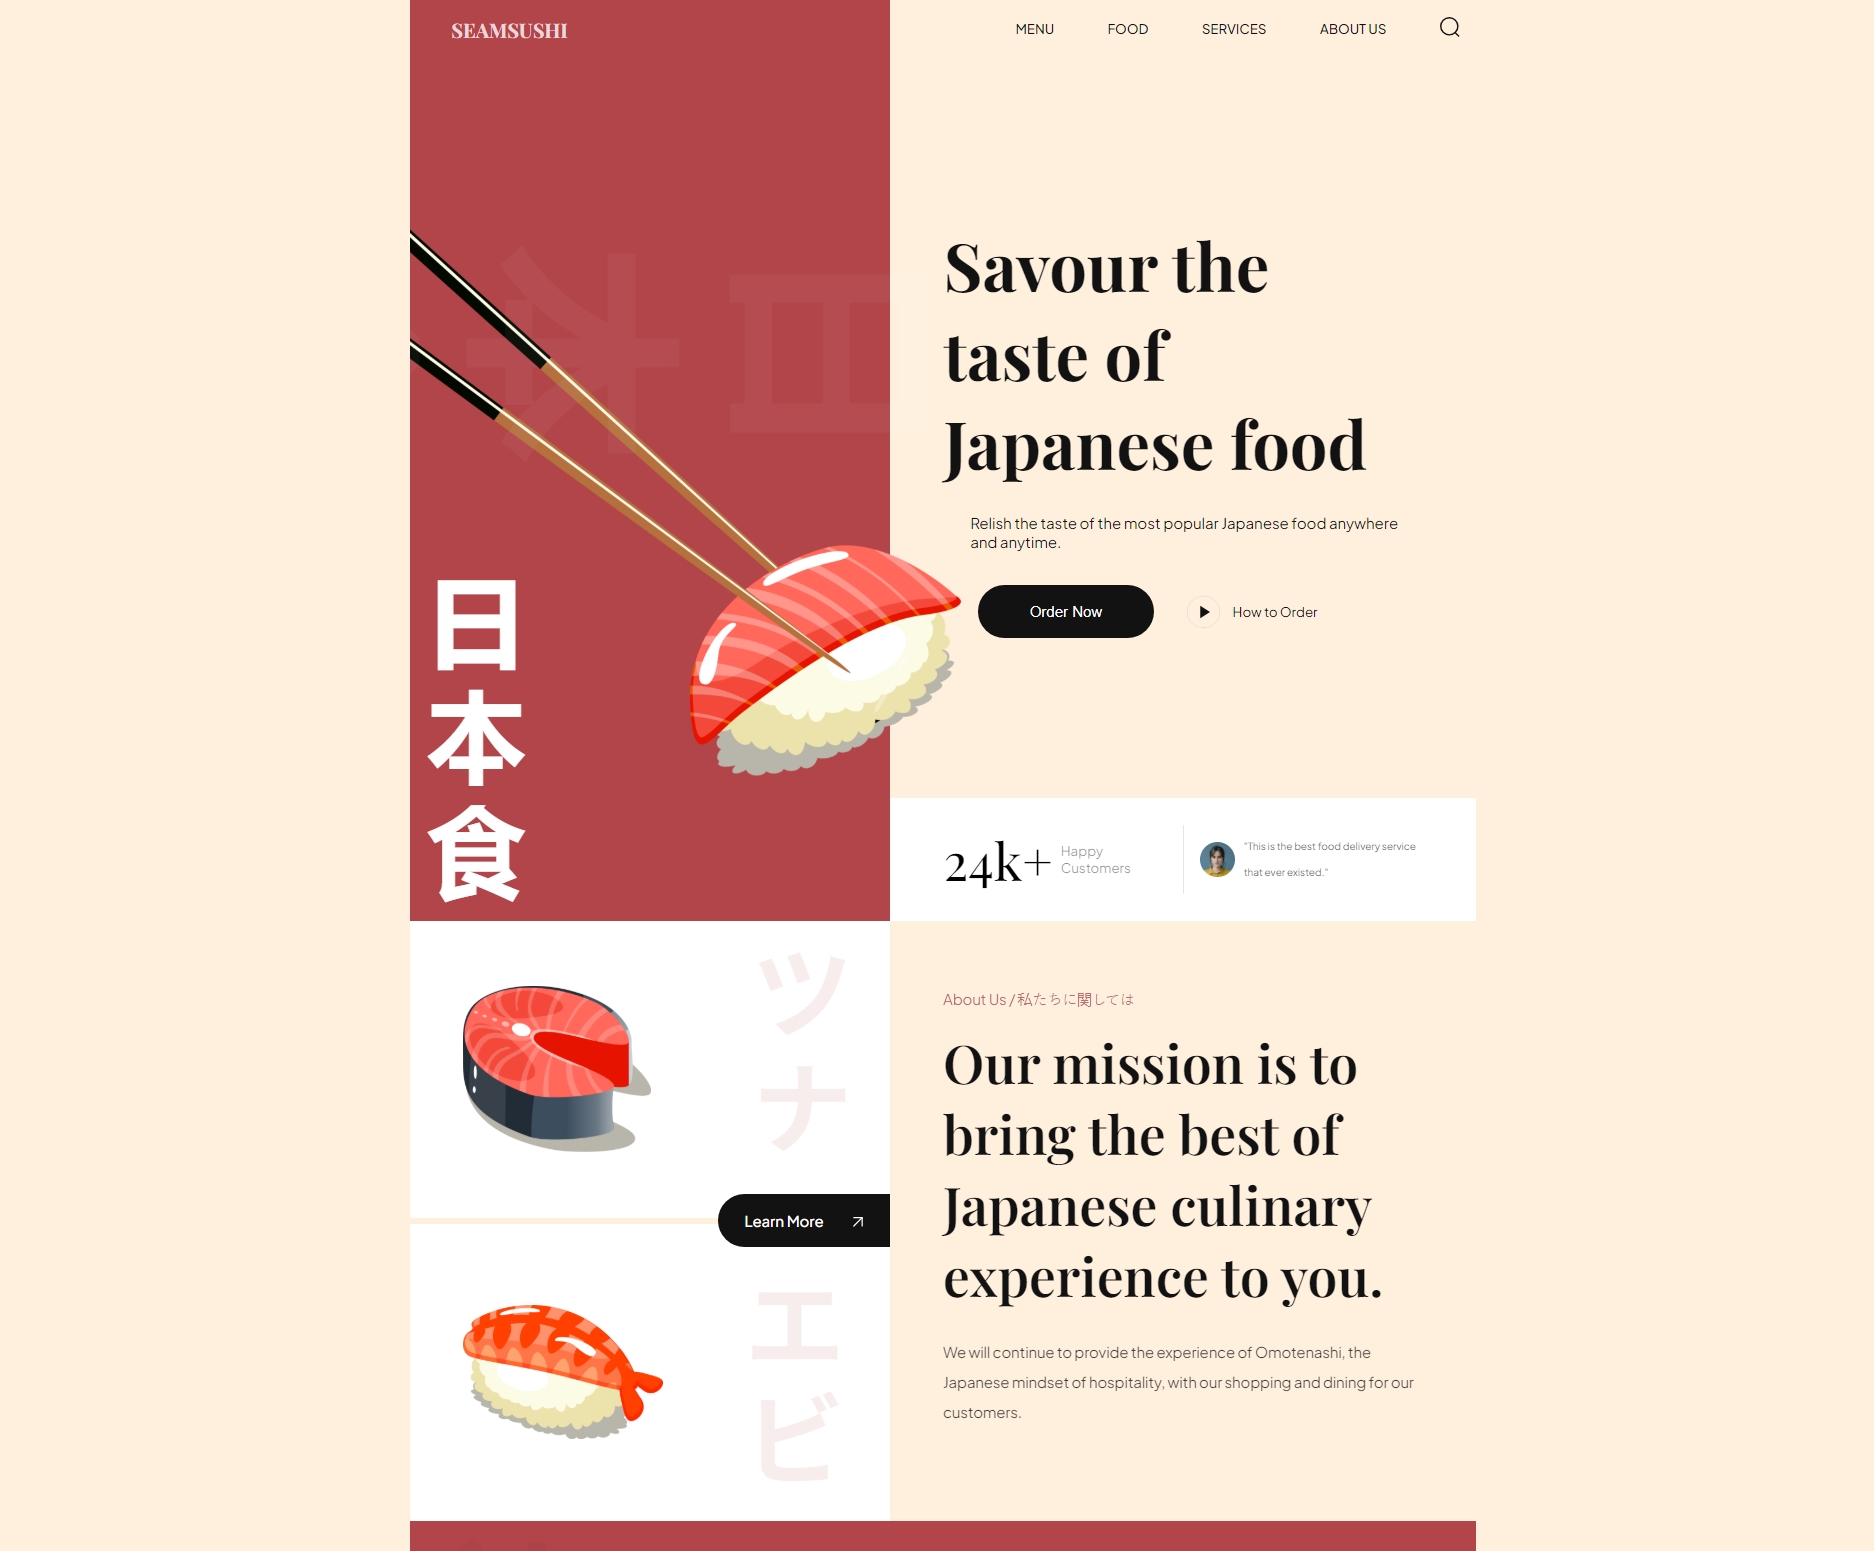 SEAMSUSHI
MENU FOOD SERVICES ABOUT US
日本
日
本
食
Savour the
taste of
Japanese food
Relish the taste of the most popular Japanese food anywhere
and anytime.
Order Now
How to Order
24k+
Happy
Customers
"This is the best food delivery service
that ever existed."
ツ
ナ
Learn More
エ
ビ
About Us / 私たちに関しては
Our mission is to
bring the best of
Japanese culinary
experience to you.
We will continue to provide the experience of Omotenashi, the
Japanese mindset of hospitality, with our shopping and dining for our
customers.